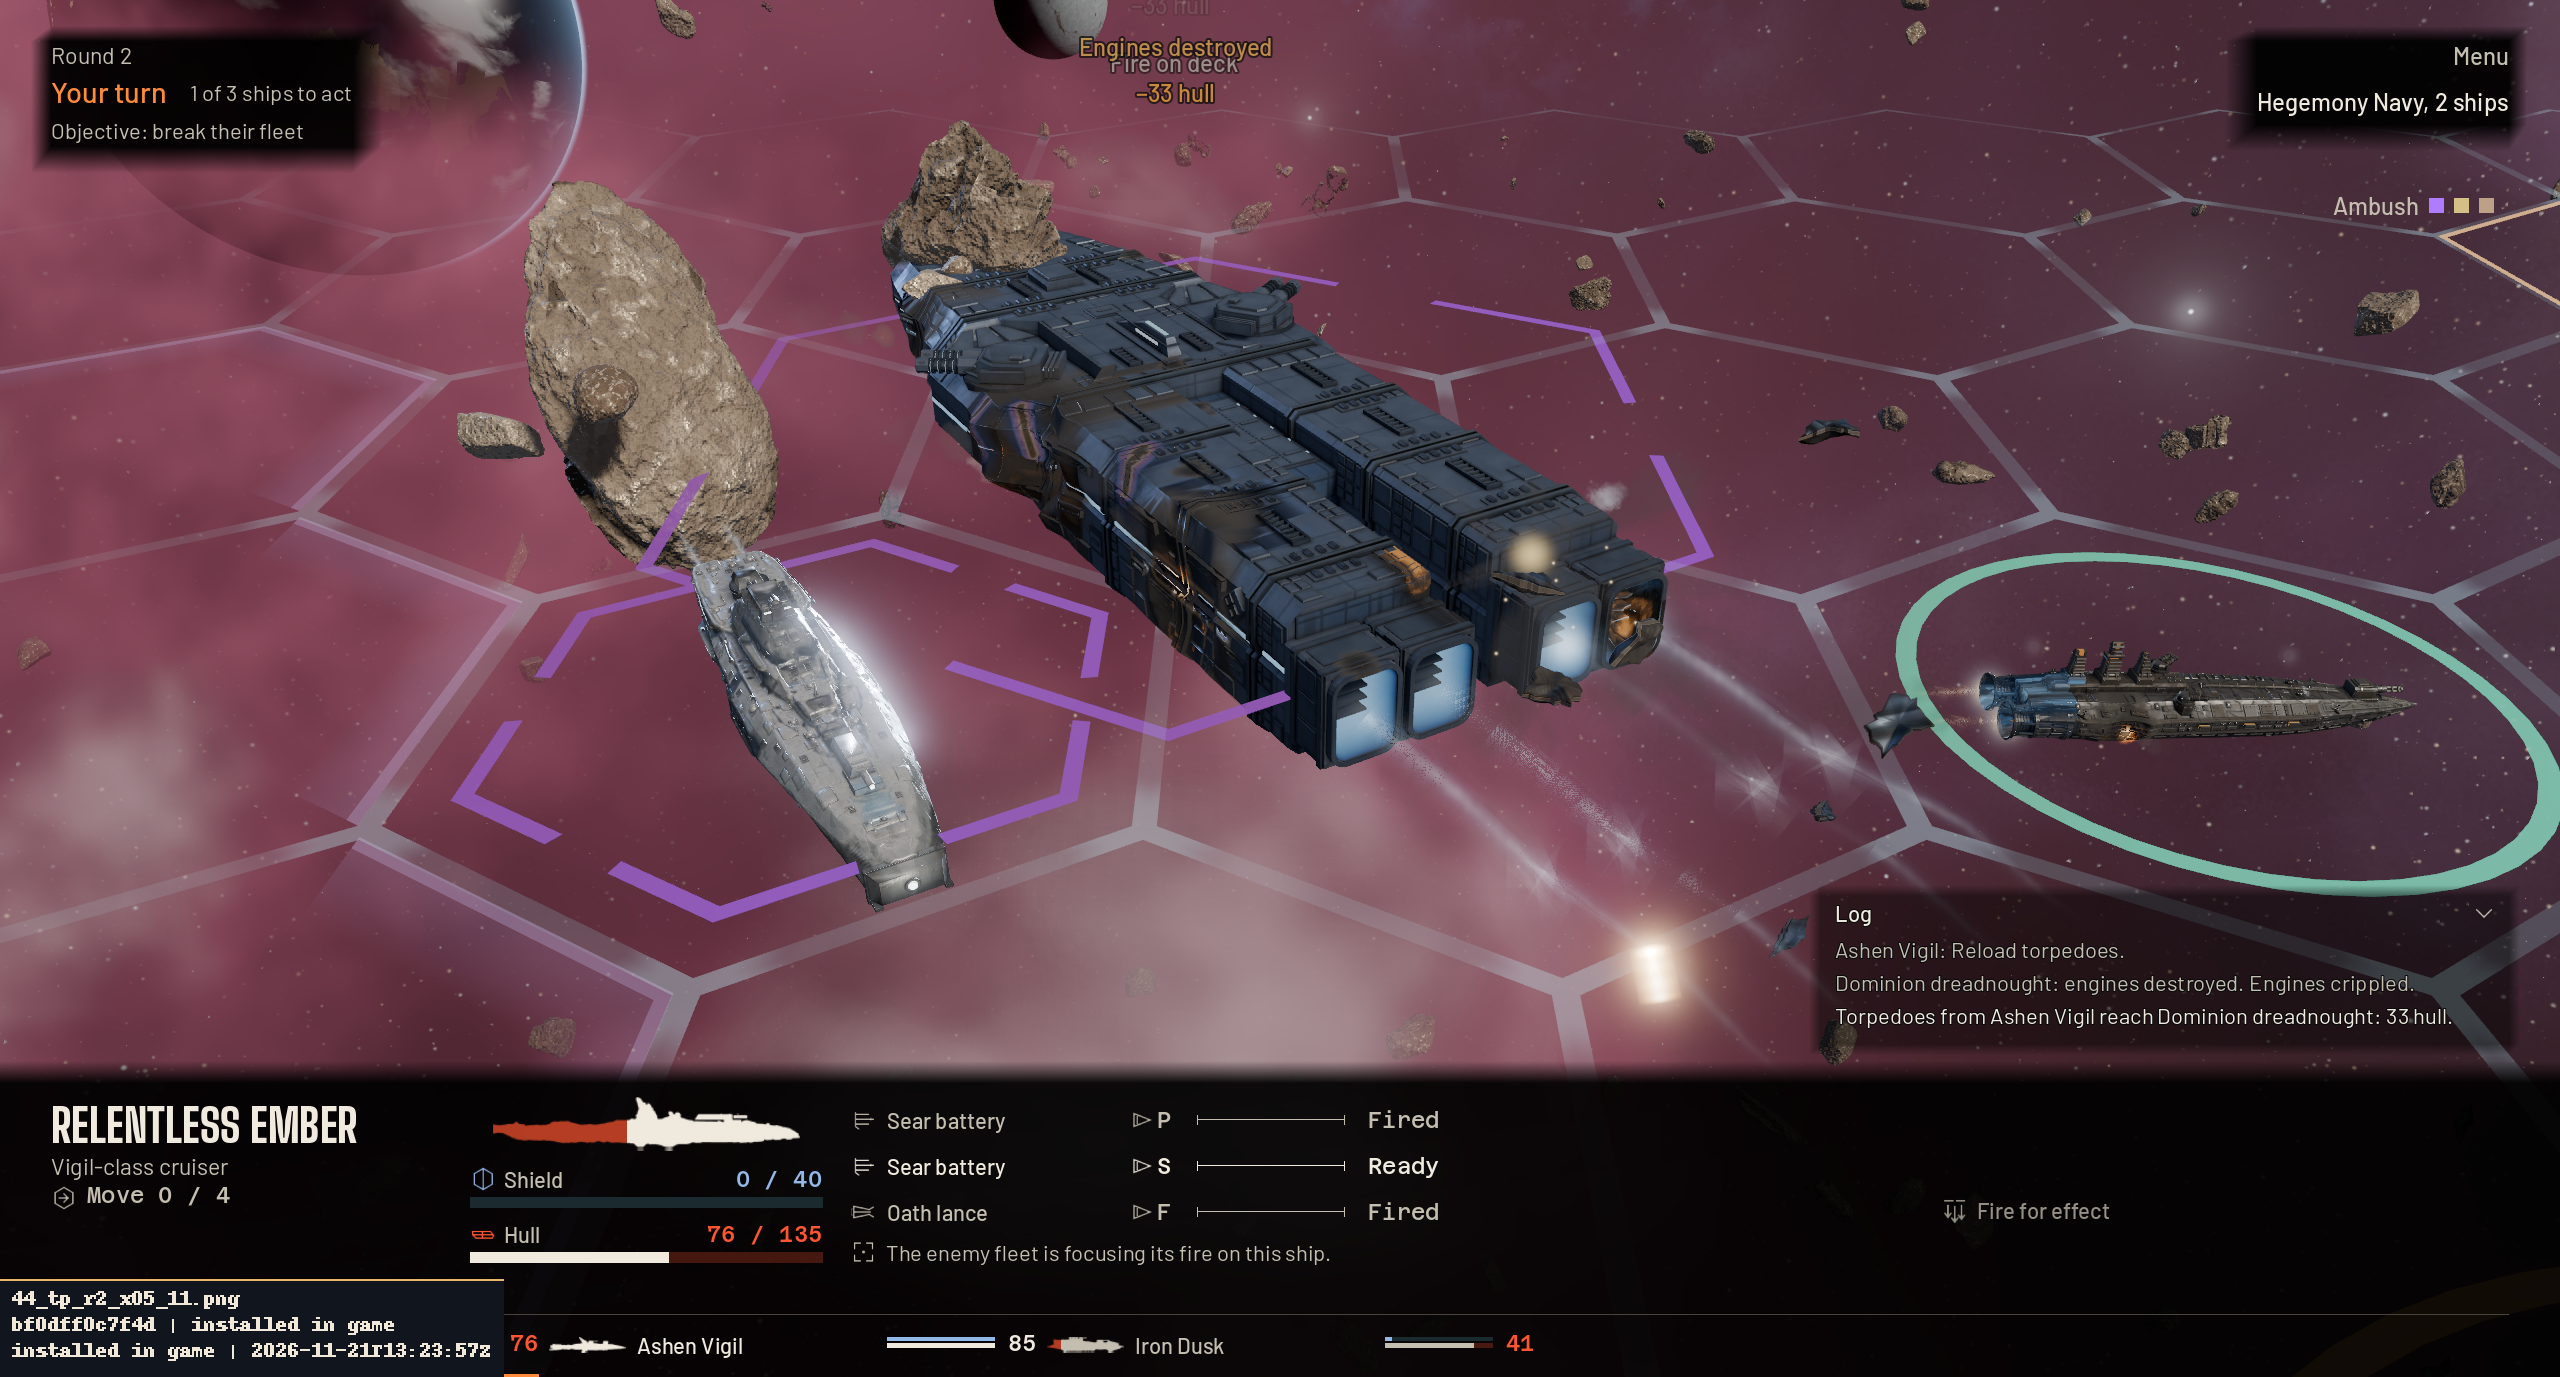 Round 2
Your turn 1 of 3 ships to act
Objective: break their fleet
-33 hull
Engines destroyed
Fire on deck
-33 hull
Menu
Hegemony Navy, 2 ships
Ambush
Log
Ashen Vigil: Reload torpedoes.
Dominion dreadnought: engines destroyed. Engines crippled.
Torpedoes from Ashen Vigil reach Dominion dreadnought: 33 hull.
RELENTLESS EMBER
Vigil-class cruiser
Move 0 / 4
Shield 0 / 40
Hull 76 / 135
Sear battery P Fired
Sear battery S Ready
Oath lance F Fired
The enemy fleet is focusing its fire on this ship.
Fire for effect
44_tp_r2_x05_11.png
bf0dff0c7f4d | installed in game
installed in game | 2026-11-21T13:23:57Z
76 Ashen Vigil 85 Iron Dusk 41